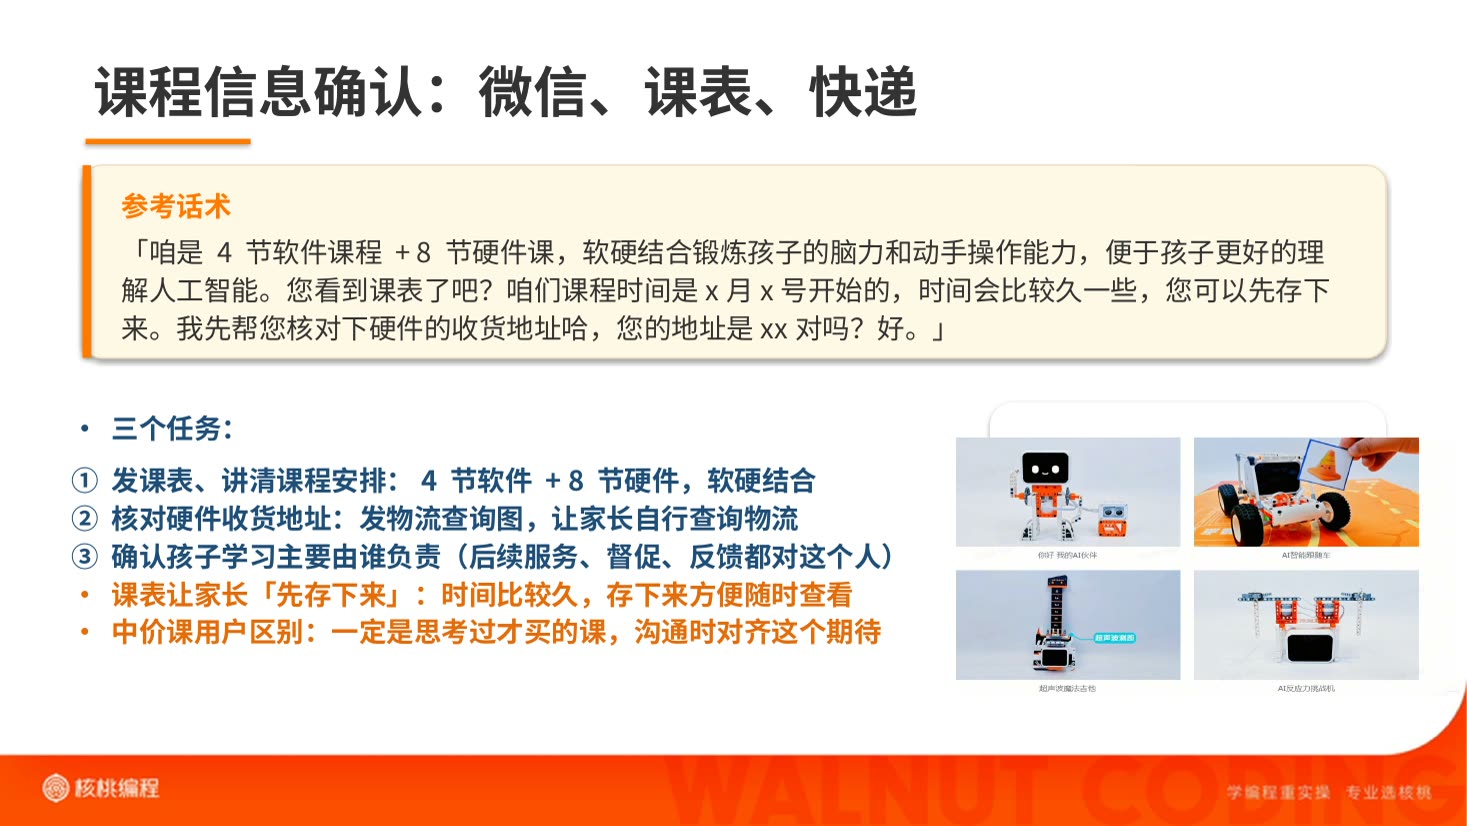 课程信息确认：微信、课表、快递
参考话术
「咱是 4 节软件课程 + 8 节硬件课，软硬结合锻炼孩子的脑力和动手操作能力，便于孩子更好的理
解人工智能。您看到课表了吧？咱们课程时间是 x 月 x 号开始的，时间会比较久一些，您可以先存下
来。我先帮您核对下硬件的收货地址哈，您的地址是 xx 对吗？好。」
• 三个任务：
① 发课表、讲清课程安排： 4 节软件 + 8 节硬件，软硬结合
② 核对硬件收货地址：发物流查询图，让家长自行查询物流
③ 确认孩子学习主要由谁负责（后续服务、督促、反馈都对这个人）
• 课表让家长「先存下来」：时间比较久，存下来方便随时查看
• 中价课用户区别：一定是思考过才买的课，沟通时对齐这个期待
你好 我的AI伙伴
AI智能跟随车
超声波测距
超声波魔法吉他
AI反应力挑战机
核桃编程
WALNUT CODING
学编程重实操 专业选核桃